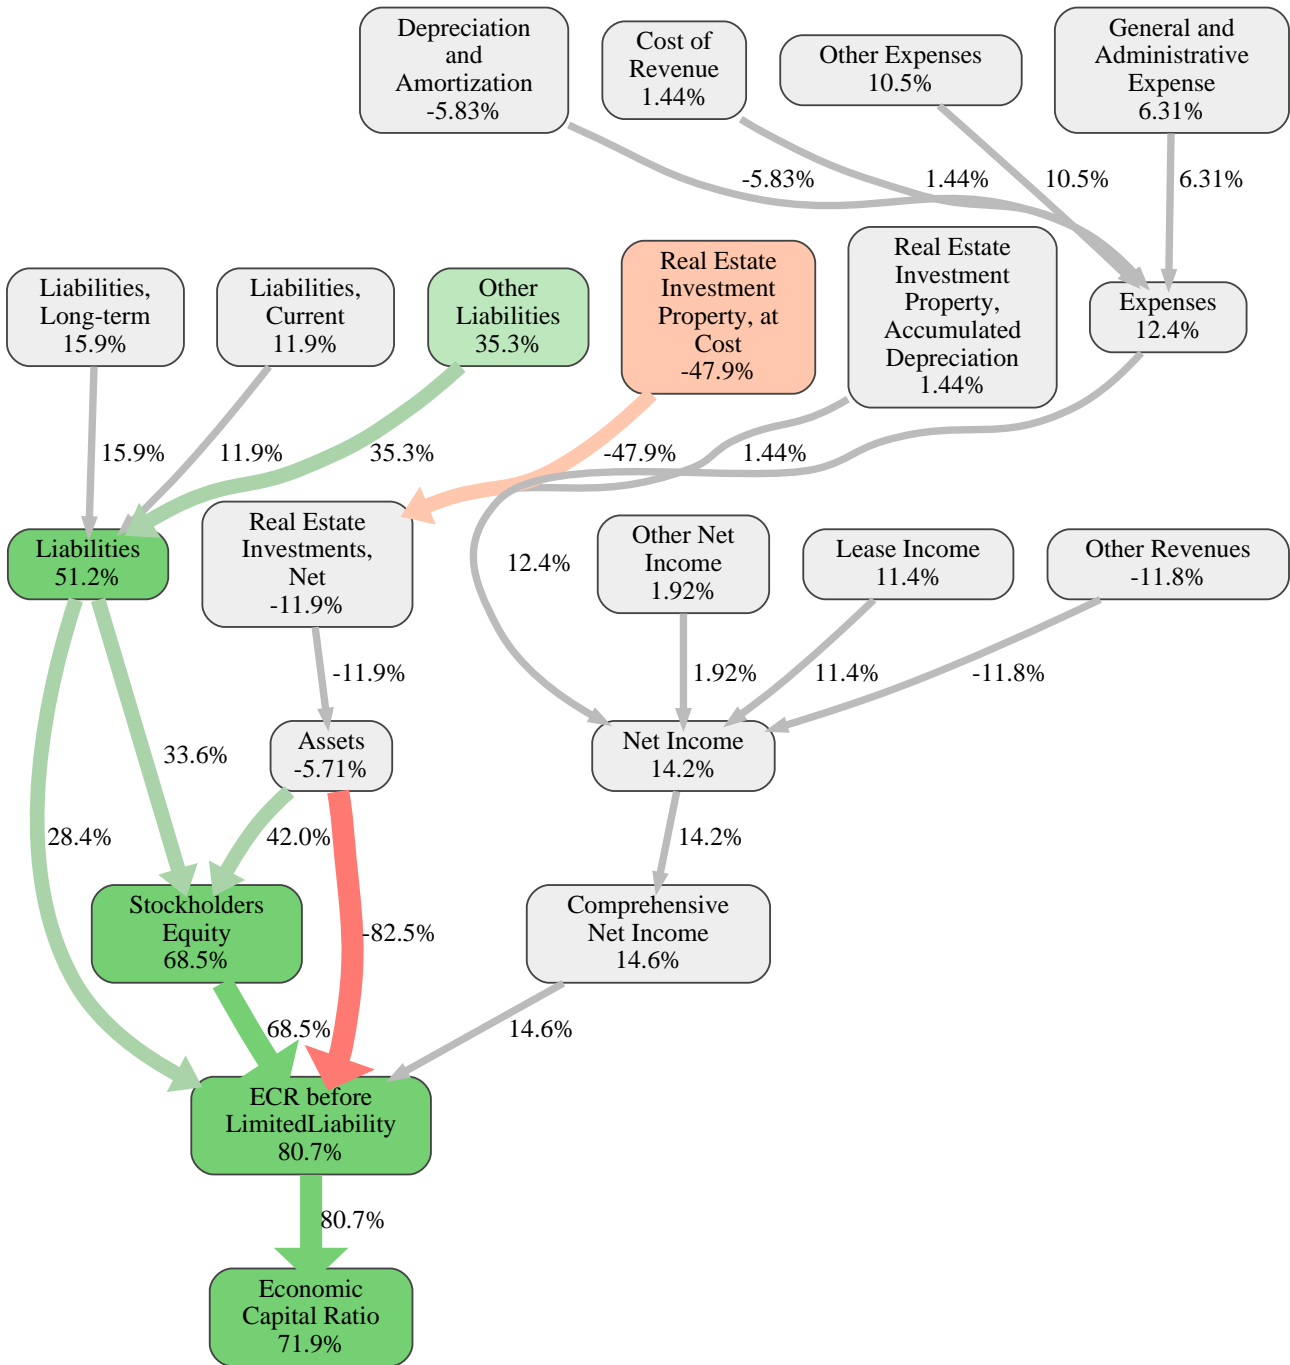 Depreciation
and
Amortization
-5.83%
Cost of
Revenue
1.44%
Other Expenses
10.5%
General and
Administrative
Expense
6.31%
-5.83%
1.44%
10.5%
6.31%
Liabilities,
Long-term
15.9%
Liabilities,
Current
11.9%
Other
Liabilities
35.3%
Real Estate
Investment
Property, at
Cost
-47.9%
Real Estate
Investment
Property,
Accumulated
Depreciation
1.44%
Expenses
12.4%
15.9%
11.9%
35.3%
-47.9%
1.44%
Liabilities
51.2%
Real Estate
Investments,
Net
-11.9%
12.4%
Other Net
Income
1.92%
Lease Income
11.4%
Other Revenues
-11.8%
-11.9%
1.92%
11.4%
-11.8%
33.6%
Assets
-5.71%
Net Income
14.2%
28.4%
42.0%
14.2%
Stockholders
Equity
68.5%
-82.5%
Comprehensive
Net Income
14.6%
68.5%
14.6%
ECR before
LimitedLiability
80.7%
80.7%
Economic
Capital Ratio
71.9%